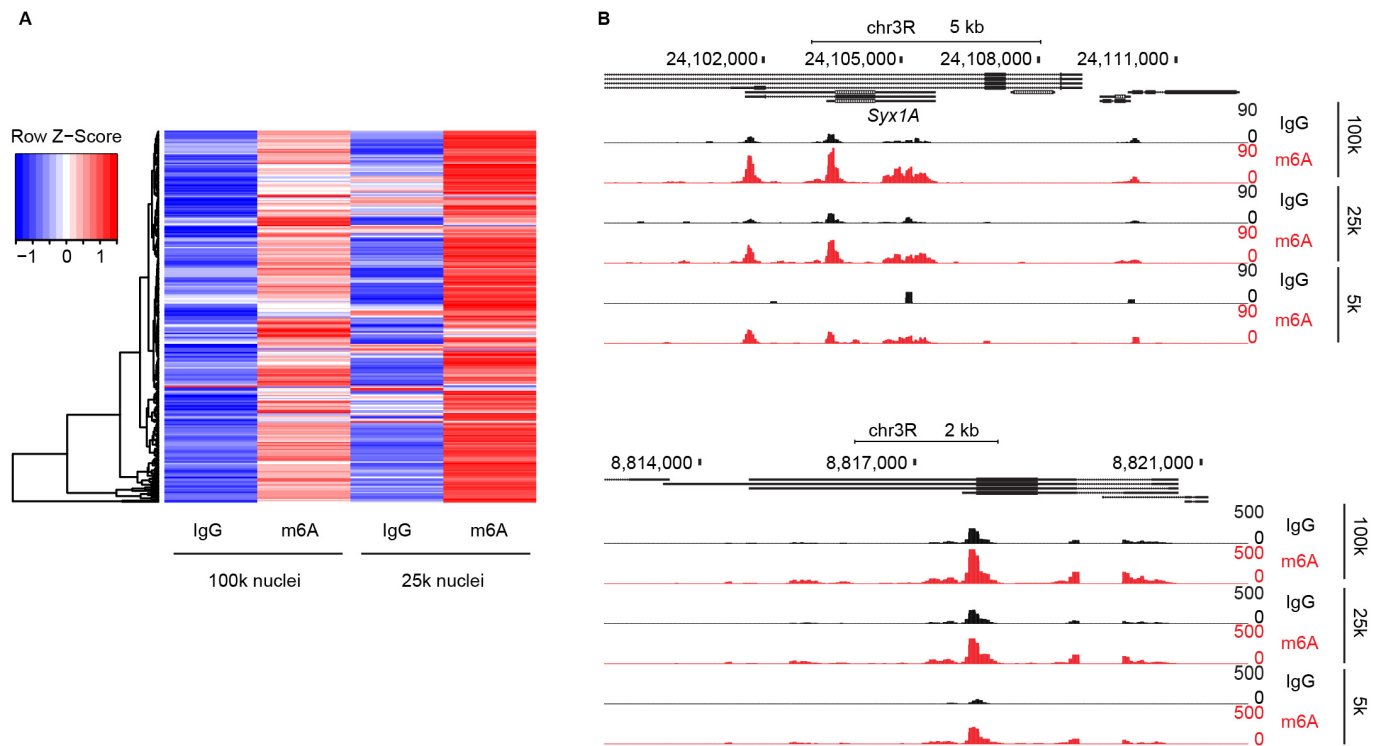 A
Row Z−Score
−1 0 1
IgG m6A IgG m6A
100k nuclei 25k nuclei
B
chr3R 5 kb
24,102,000 24,105,000 24,108,000 24,111,000
Syx1A
90
0
IgG
90
0
m6A
100k
90
0
IgG
90
0
m6A
25k
90
0
IgG
90
0
m6A
5k
chr3R 2 kb
8,814,000 8,817,000 8,821,000
500
0
IgG
500
0
m6A
100k
500
0
IgG
500
0
m6A
25k
500
0
IgG
500
0
m6A
5k